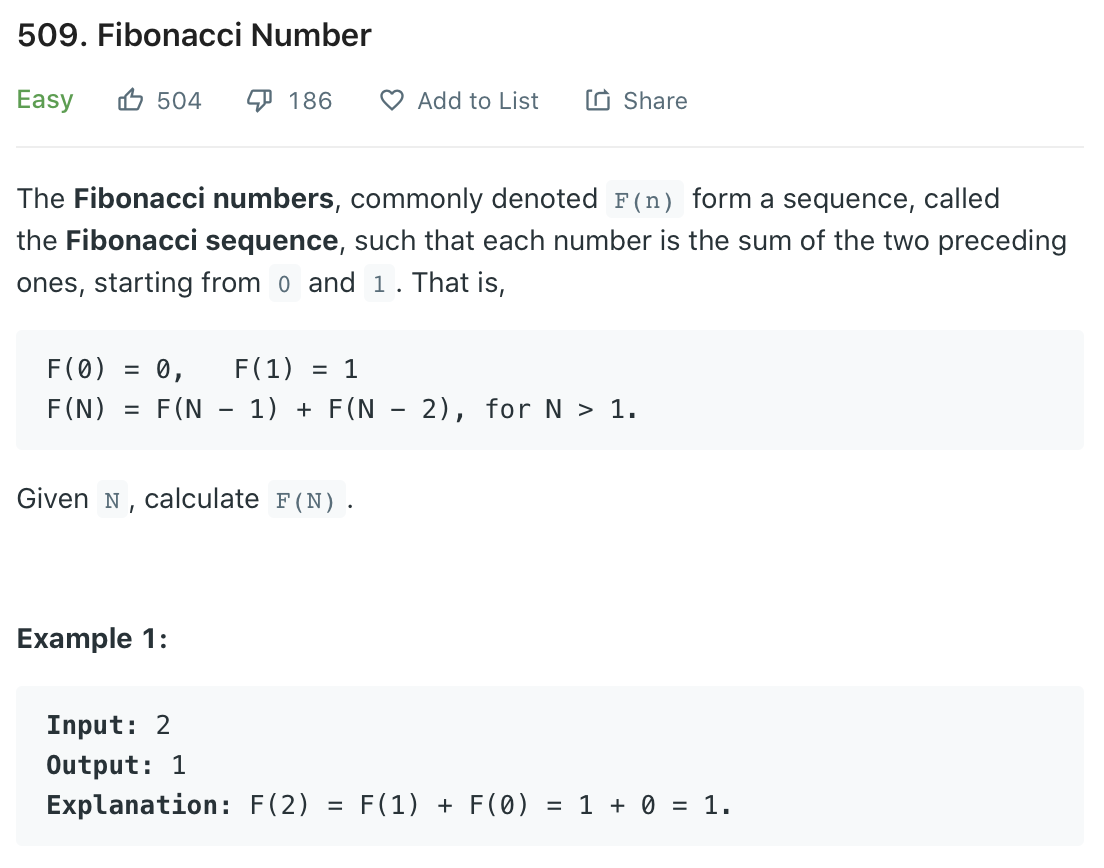 509. Fibonacci Number
Easy 504 186 Add to List Share
The Fibonacci numbers, commonly denoted F(n) form a sequence, called
the Fibonacci sequence, such that each number is the sum of the two preceding
ones, starting from 0 and 1. That is,
F(0) = 0,   F(1) = 1
F(N) = F(N - 1) + F(N - 2), for N > 1.
Given N, calculate F(N).
Example 1:
Input: 2
Output: 1
Explanation: F(2) = F(1) + F(0) = 1 + 0 = 1.